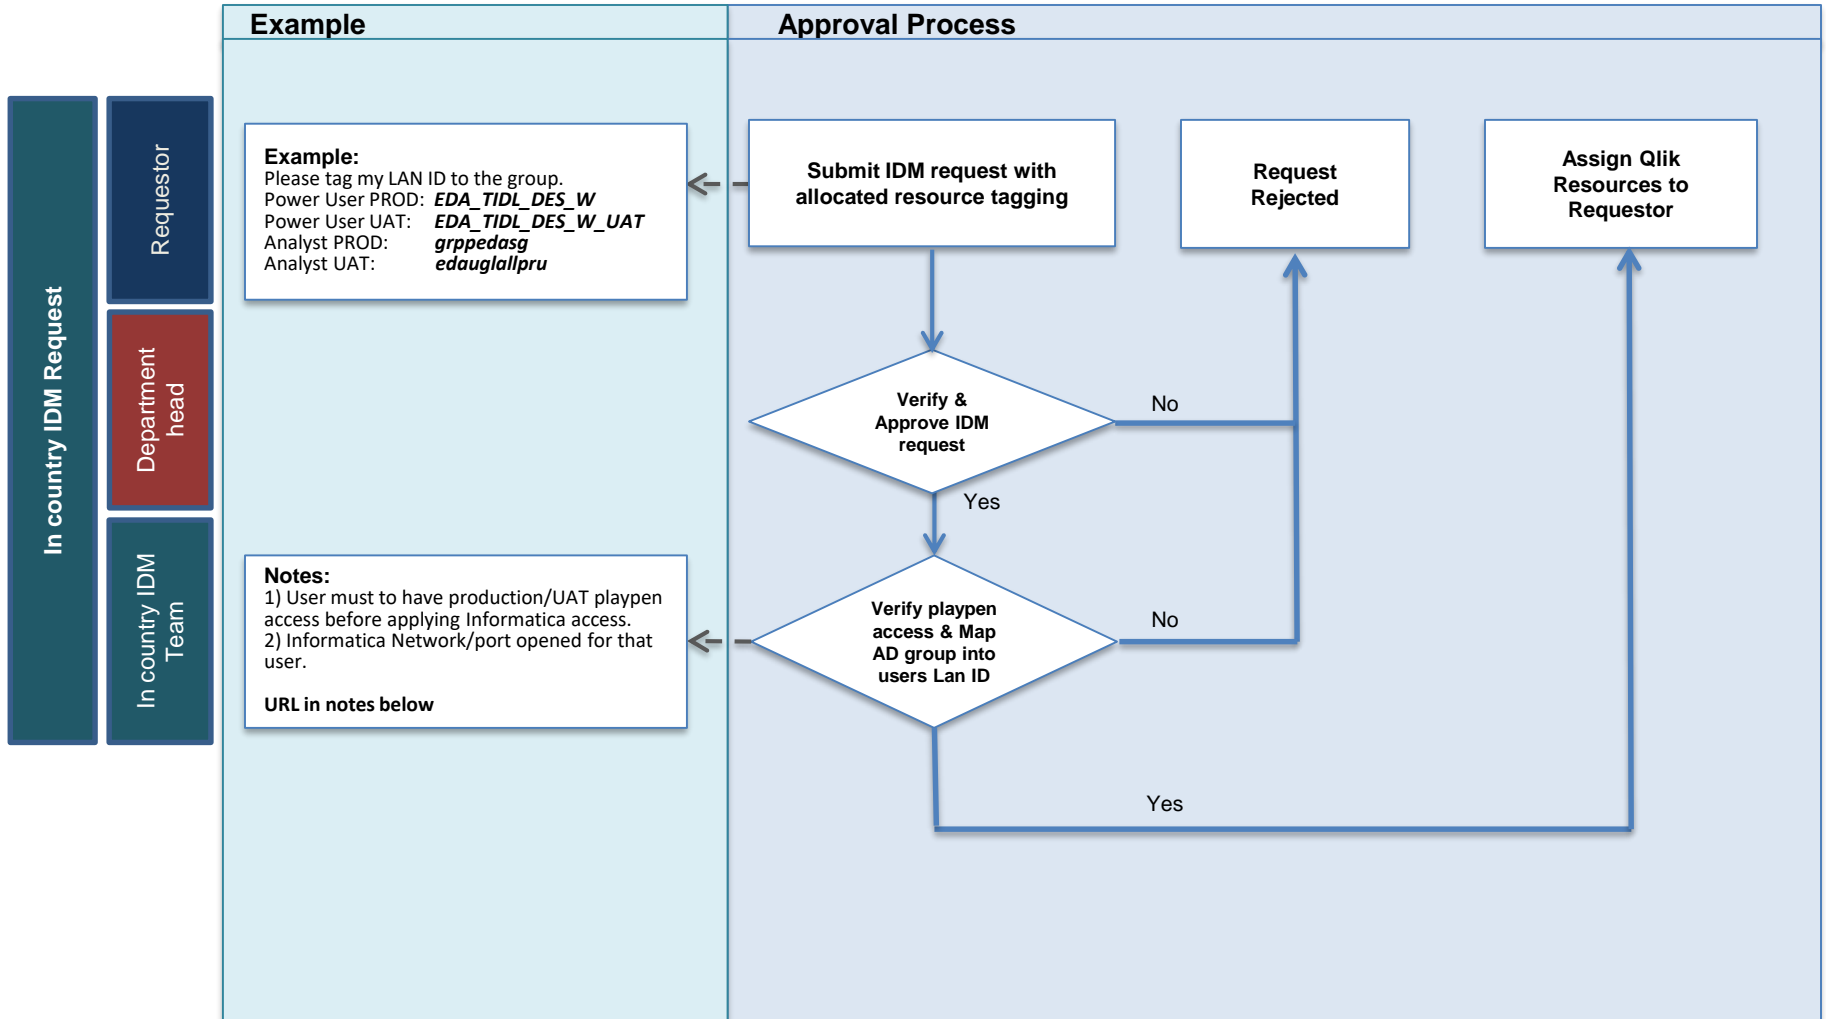 Example
Approval Process
In country IDM Request
Requestor
Department
head
In country IDM
Team
Example:
Please tag my LAN ID to the group.
Power User PROD: EDA_TIDL_DES_W
Power User UAT: EDA_TIDL_DES_W_UAT
Analyst PROD: grppedasg
Analyst UAT: edauglallpru
Submit IDM request with
allocated resource tagging
Request
Rejected
Assign Qlik
Resources to
Requestor
Verify &
Approve IDM
request
No
Yes
Notes:
1) User must to have production/UAT playpen
access before applying Informatica access.
2) Informatica Network/port opened for that
user.
URL in notes below
Verify playpen
access & Map
AD group into
users Lan ID
No
Yes